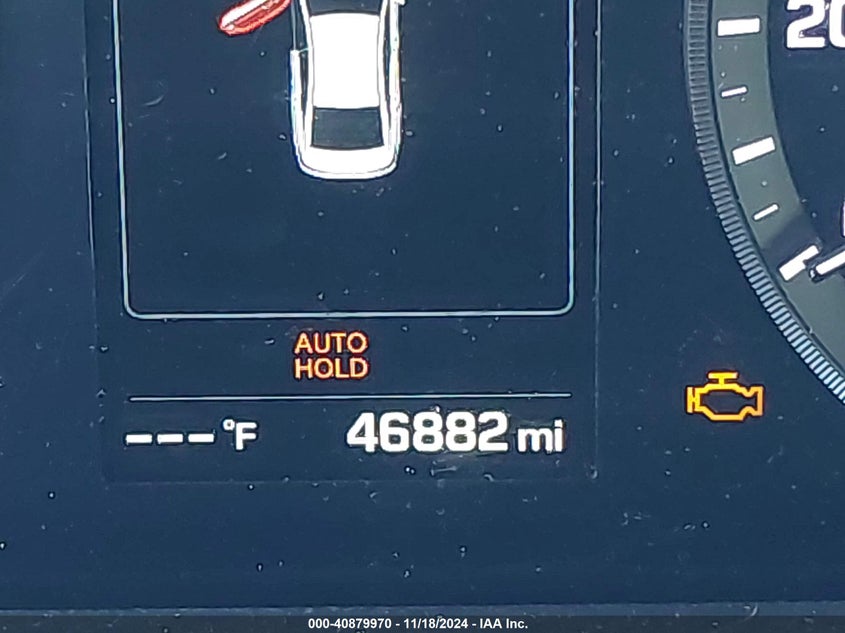 20
AUTO
HOLD
---°F 46882 mi
000-40879970 - 11/18/2024 - IAA Inc.